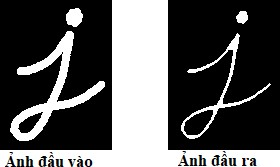 j j
Ảnh đầu vào Ảnh đầu ra